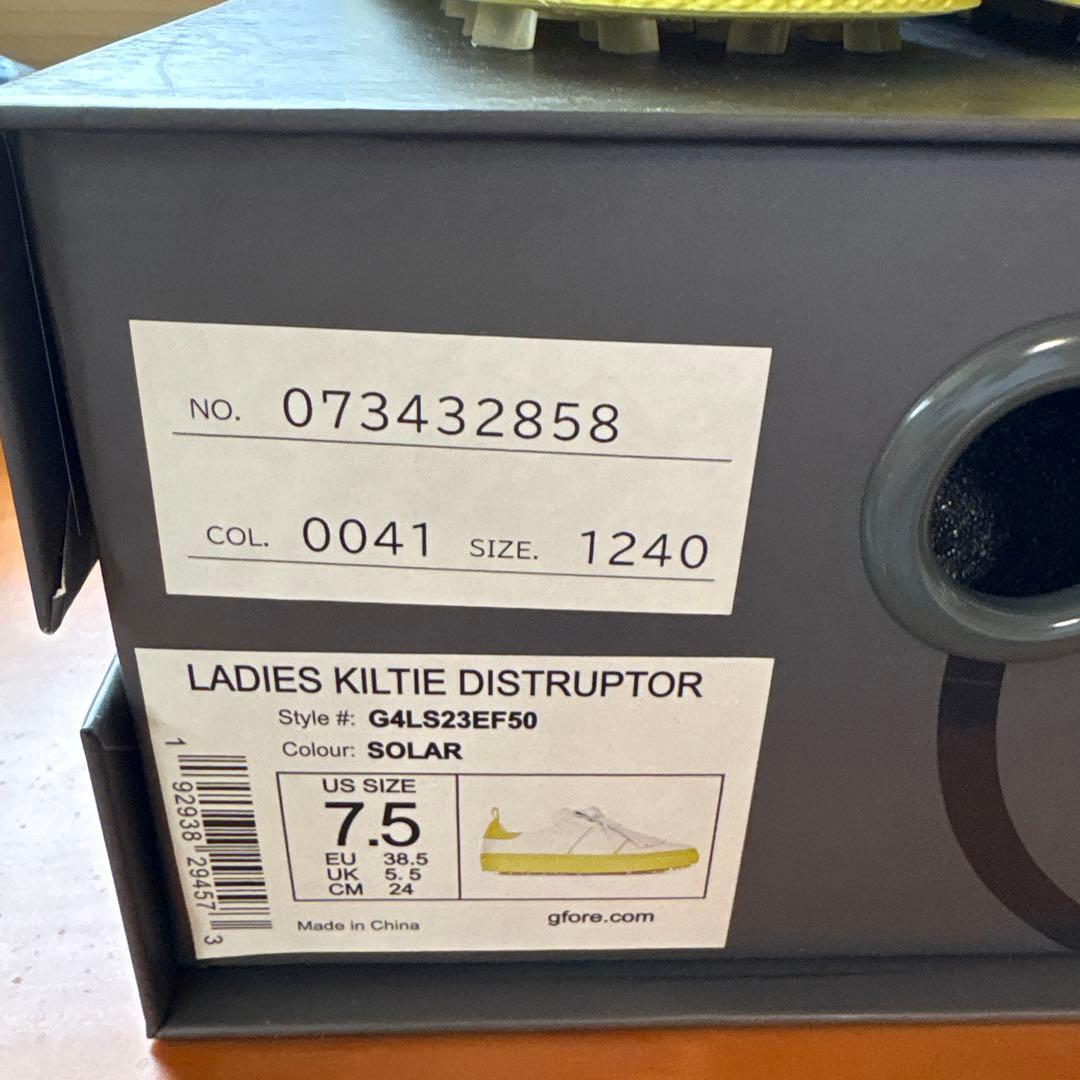 NO. 073432858
COL. 0041 SIZE. 1240
LADIES KILTIE DISTRUPTOR
Style #: G4LS23EF50
Colour: SOLAR
US SIZE
7.5
EU 38.5
UK 5.5
CM 24
1 92938 29457 3
Made in China
gfore.com